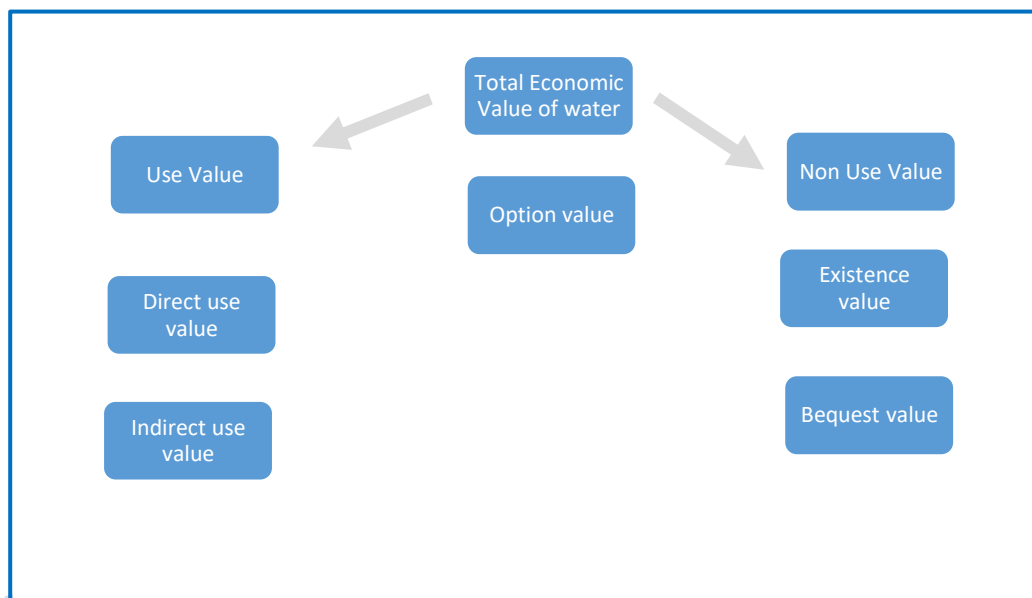 Total Economic
Value of water
Use Value
Non Use Value
Option value
Existence
value
Direct use
value
Bequest value
Indirect use
value